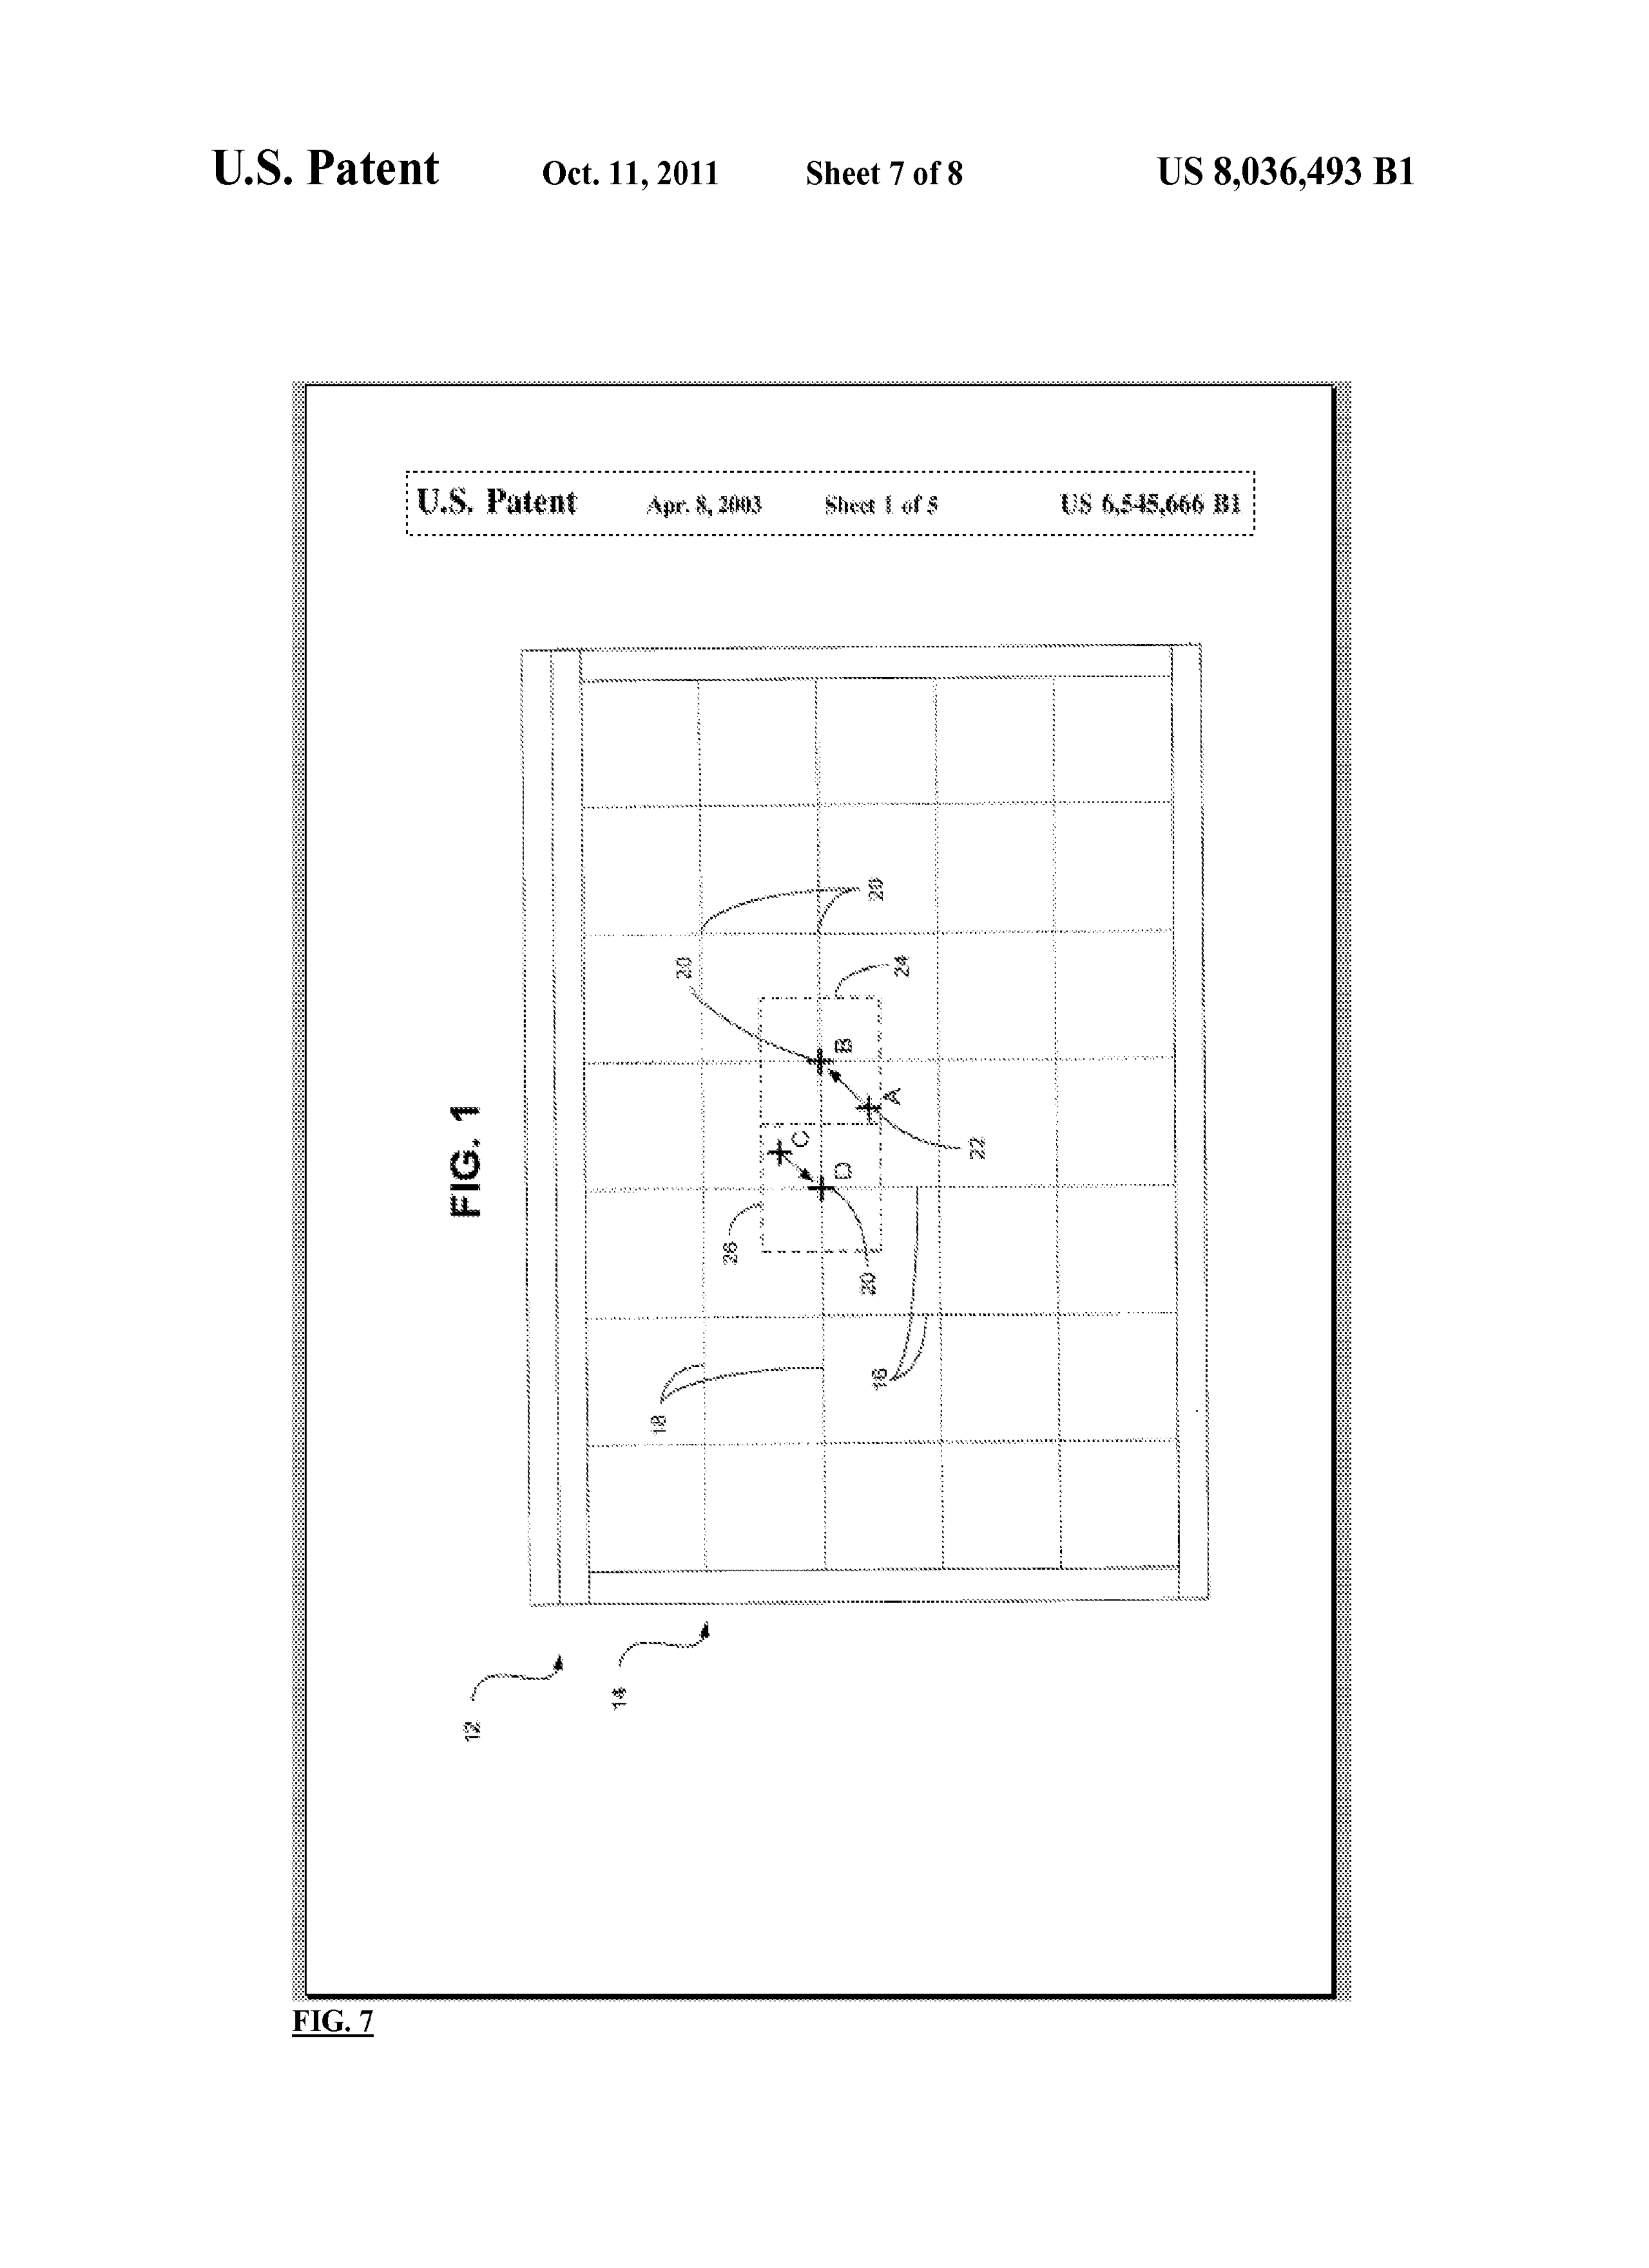 U.S. Patent Oct. 11, 2011 Sheet 7 of 8 US 8,036,493 B1
U.S. Patent Apr. 8, 2003 Sheet 1 of 5 US 6,545,666 B1
FIG. 1
20
20
24
B
A
C
22
D
26
20
16
18
14
12
FIG. 7